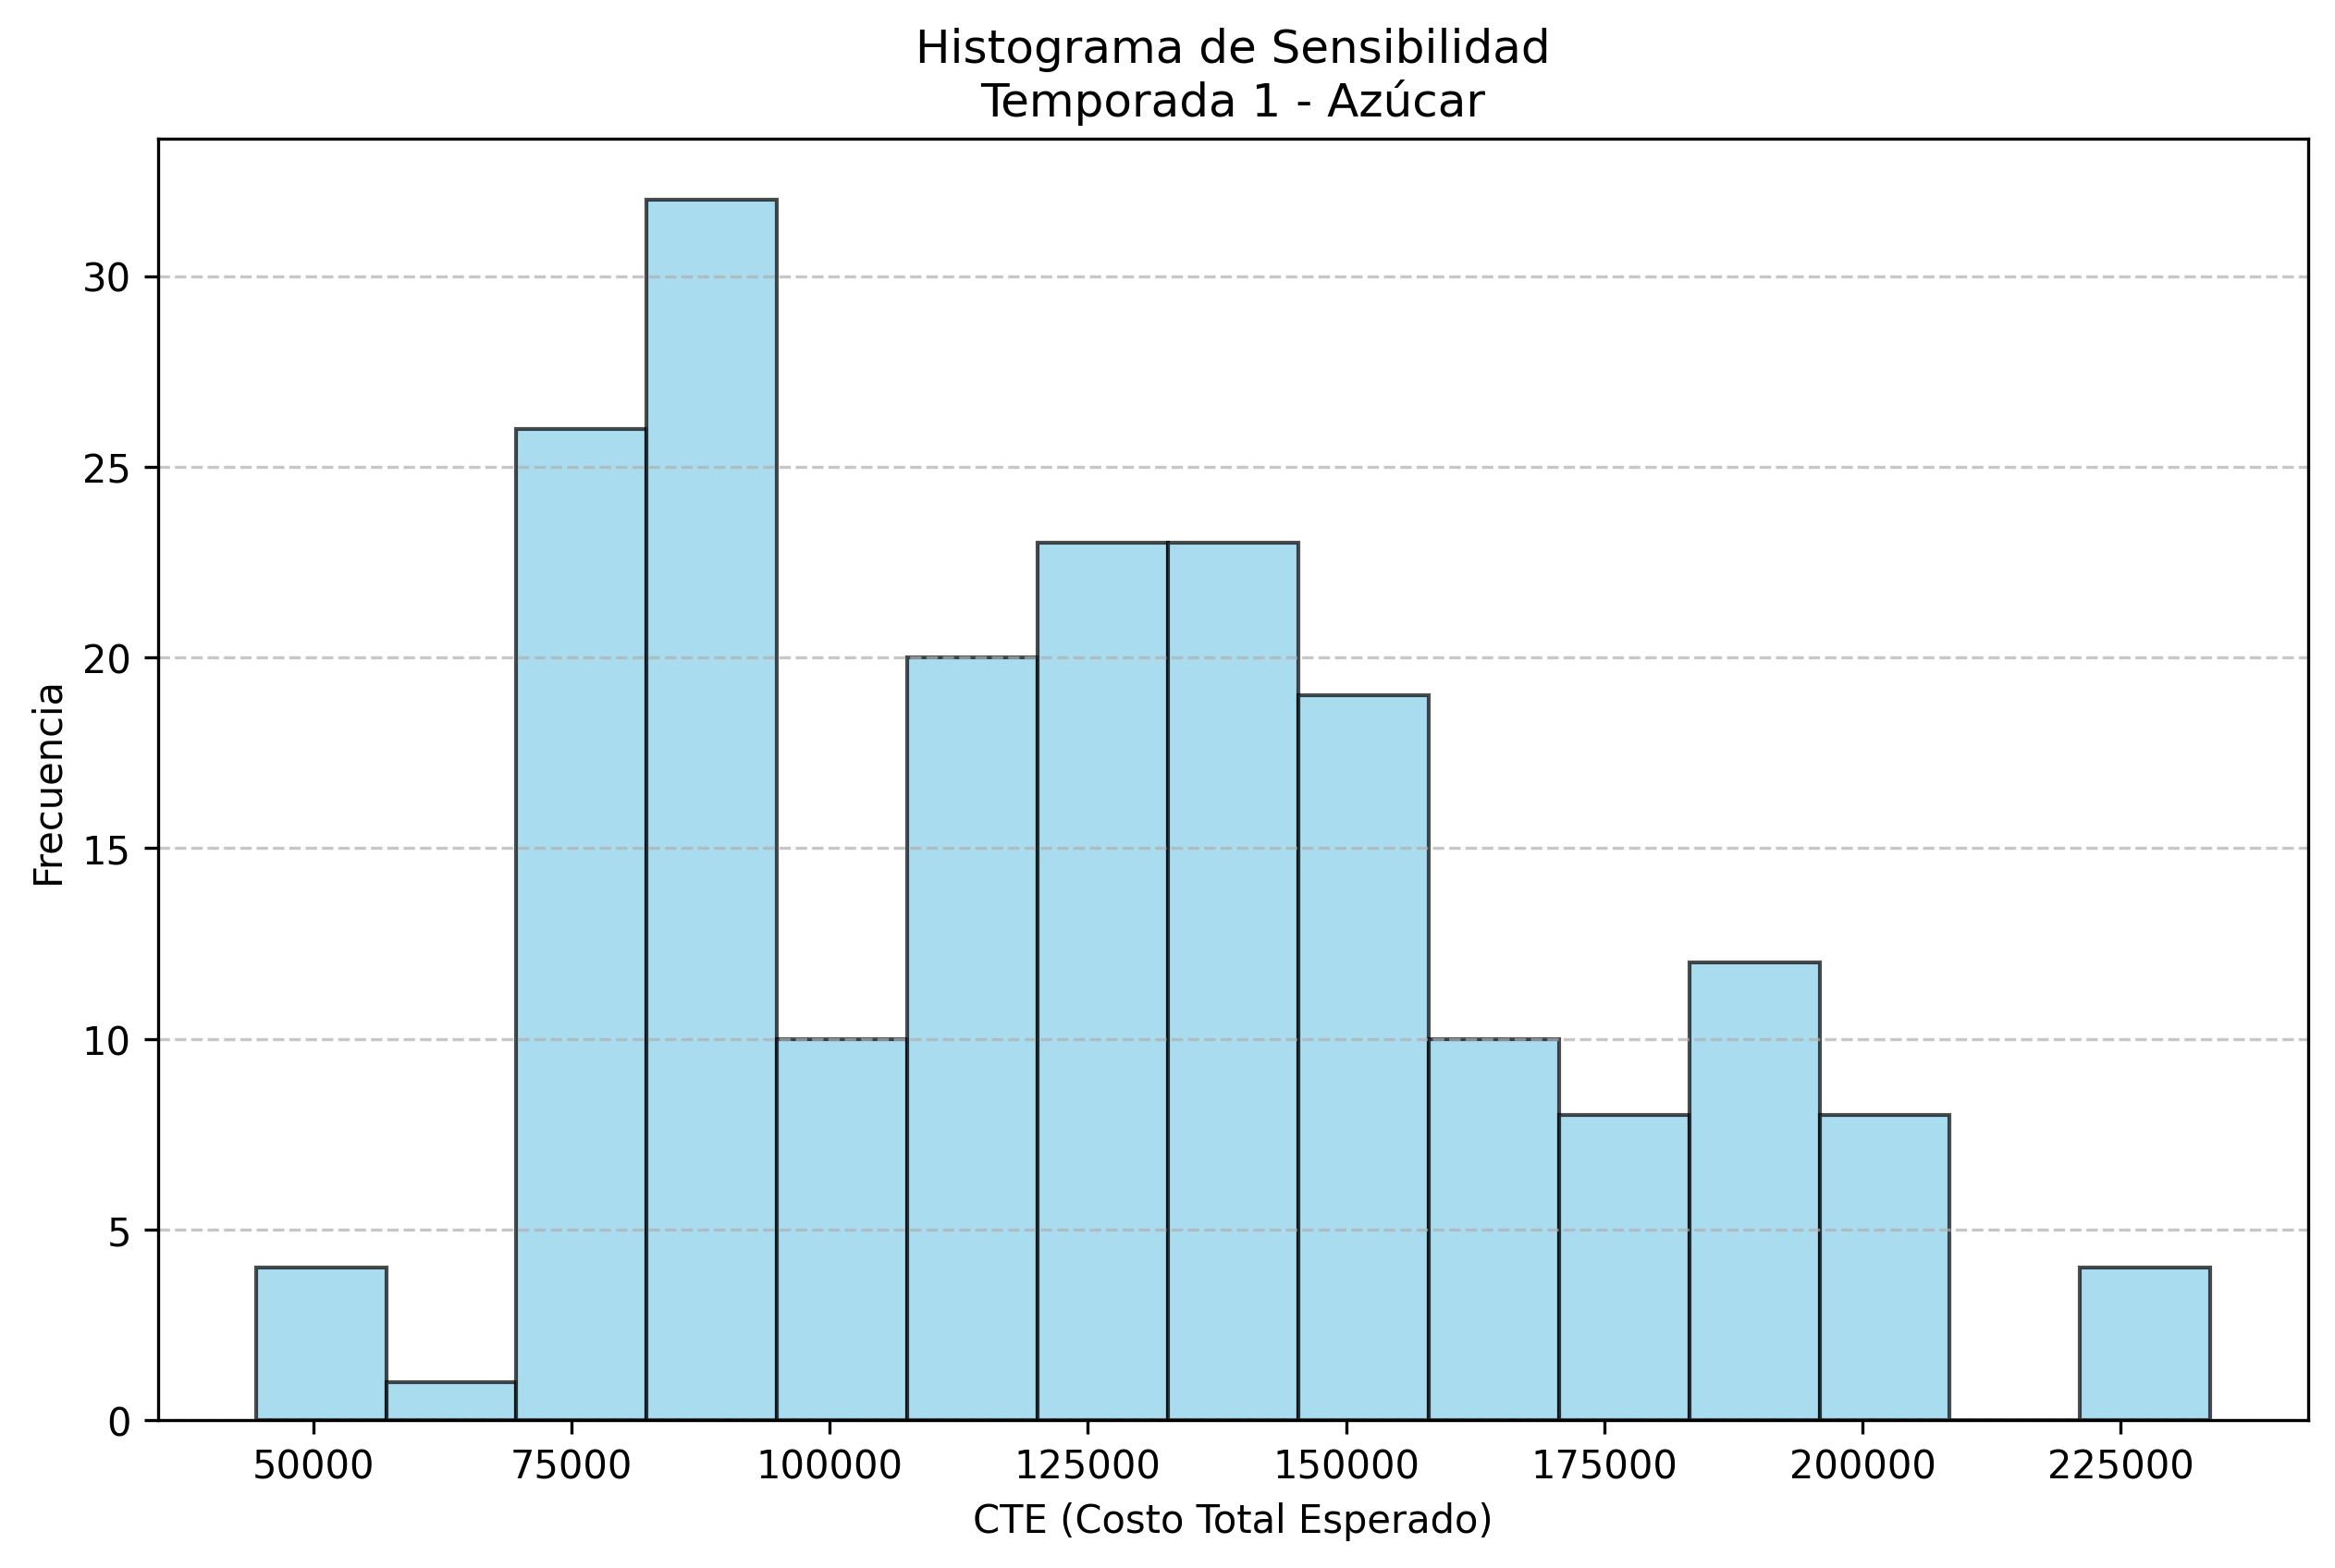 Histograma de Sensibilidad
Temporada 1 - Azúcar
Frecuencia
30
25
20
15
10
5
0
50000 75000 100000 125000 150000 175000 200000 225000
CTE (Costo Total Esperado)